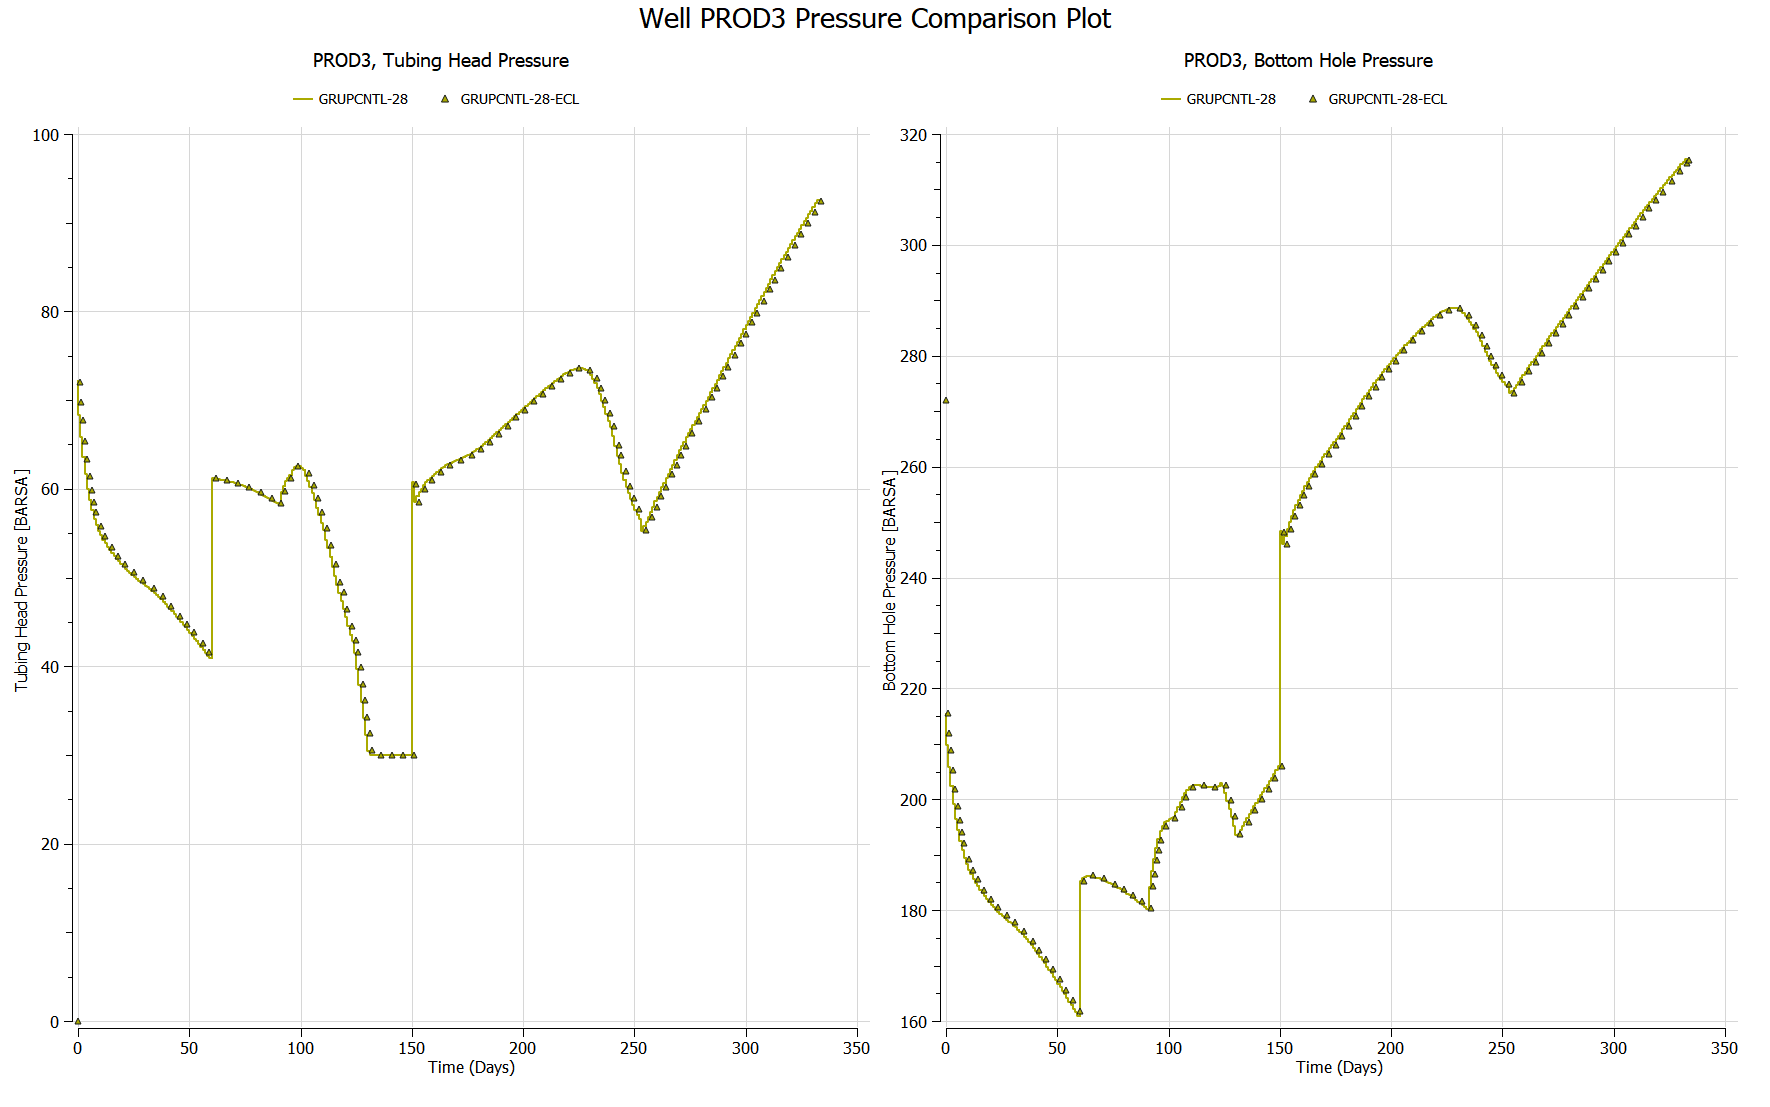 Well PROD3 Pressure Comparison Plot
PROD3, Tubing Head Pressure
GRUPCNTL-28
GRUPCNTL-28-ECL
100
80
60
40
20
0
Tubing Head Pressure [BARSA]
0 50 100 150 200 250 300 350
Time (Days)
PROD3, Bottom Hole Pressure
GRUPCNTL-28
GRUPCNTL-28-ECL
320
300
280
260
240
220
200
180
160
Bottom Hole Pressure [BARSA]
0 50 100 150 200 250 300 350
Time (Days)